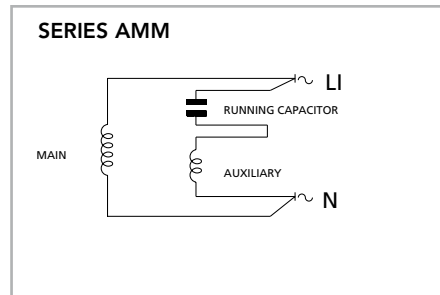 SERIES AMM
LI
RUNNING CAPACITOR
MAIN
AUXILIARY
N